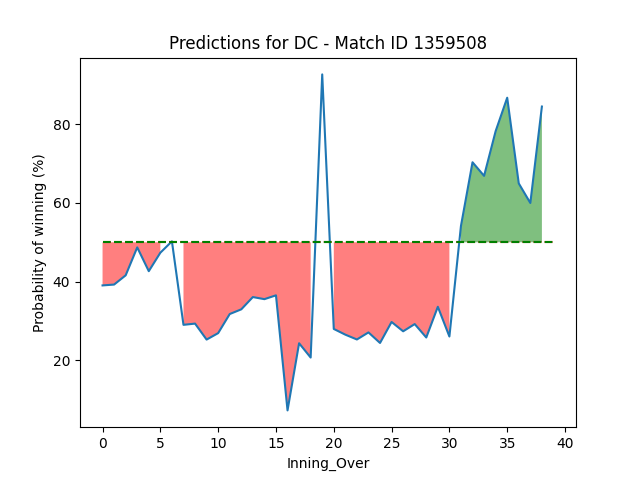 Predictions for DC - Match ID 1359508
Probability of winning (%)
80
60
40
20
0 5 10 15 20 25 30 35 40
Inning_Over